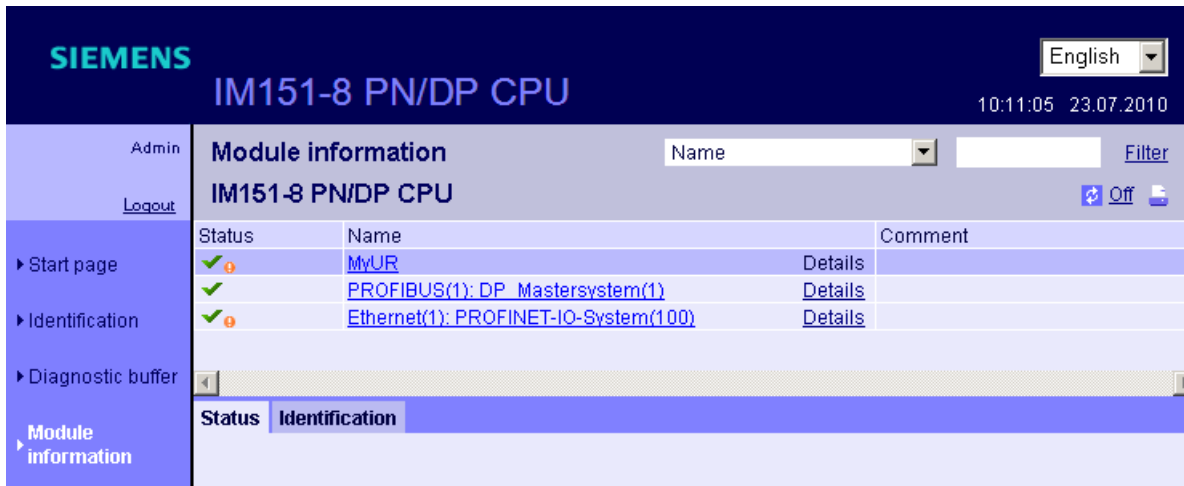 SIEMENS
IM151-8 PN/DP CPU
English
10:11:05 23.07.2010
Admin
Logout
Module information
Name
Filter
IM151-8 PN/DP CPU
Off
Start page
Identification
Diagnostic buffer
Module
information
Status Name Comment
MyUR Details
PROFIBUS(1): DP_Mastersystem(1) Details
Ethernet(1): PROFINET-IO-System(100) Details
Status Identification